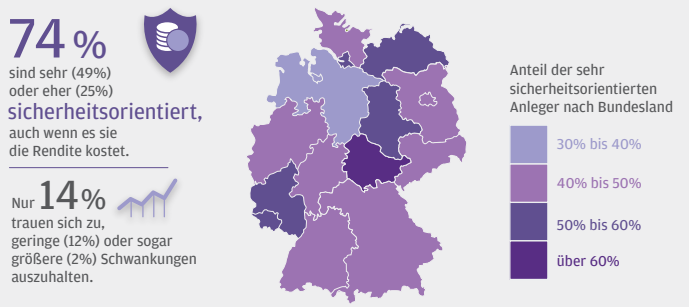 74%
sind sehr (49%)
oder eher (25%)
sicherheitsorientiert,
auch wenn es sie
die Rendite kostet.
Nur 14%
trauen sich zu,
geringe (12%) oder sogar
größere (2%) Schwankungen
auszuhalten.
Anteil der sehr
sicherheitsorientierten
Anleger nach Bundesland
30% bis 40%
40% bis 50%
50% bis 60%
über 60%